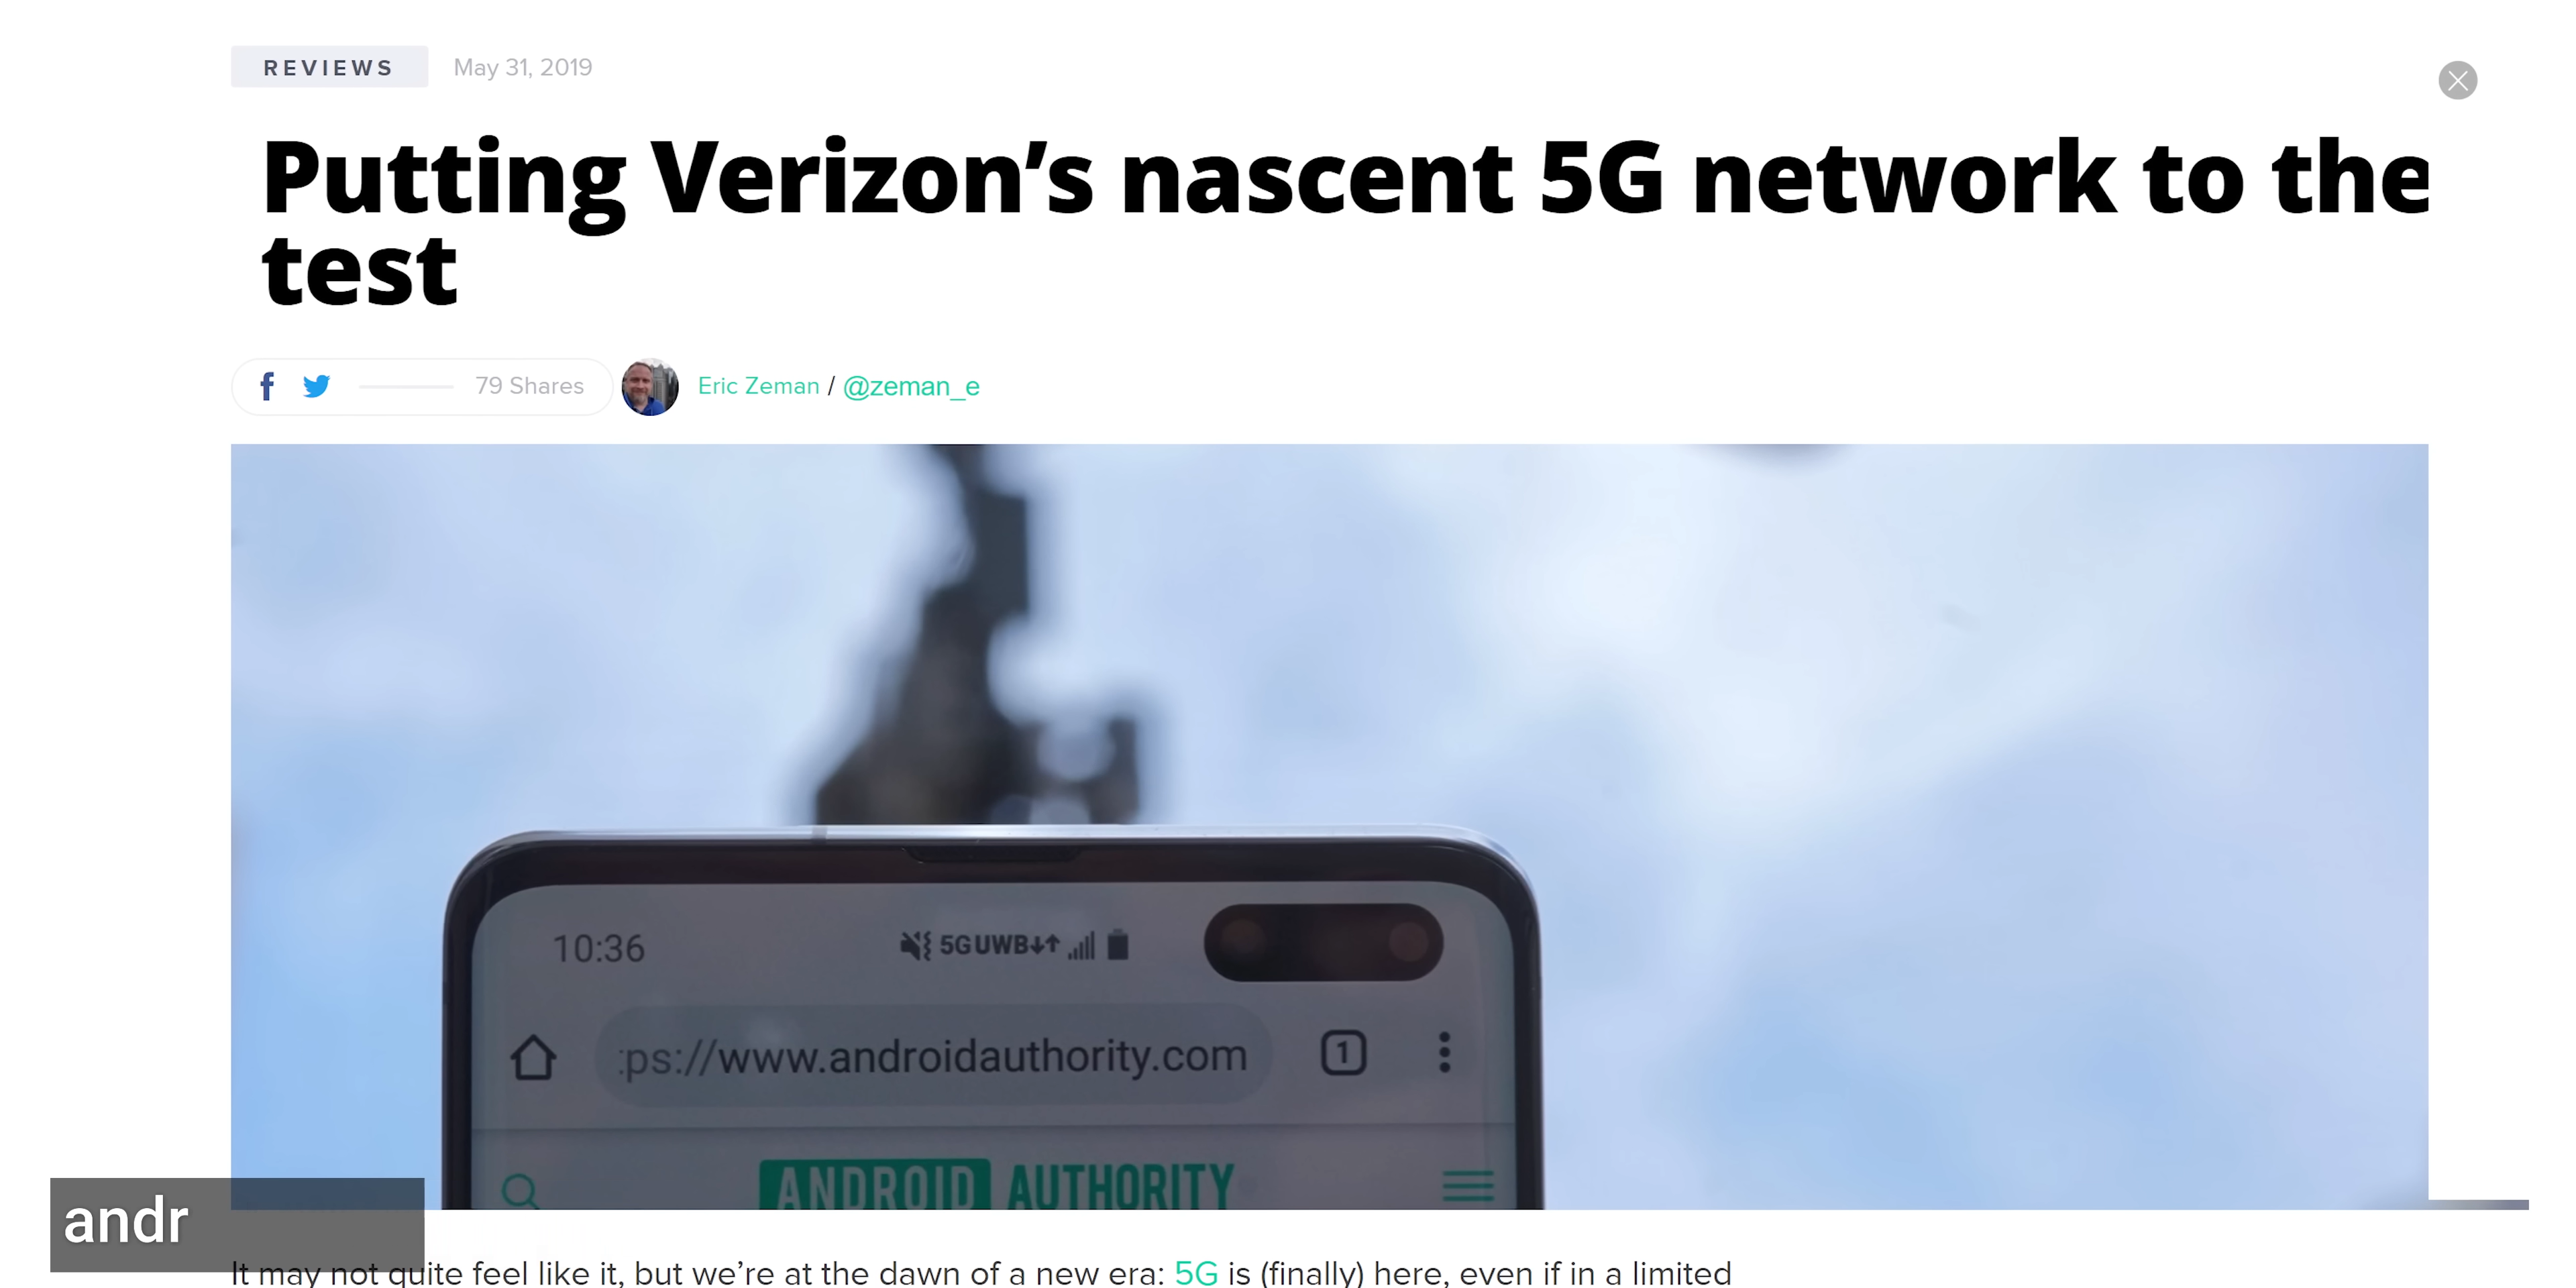 REVIEWS May 31, 2019
Putting Verizon’s nascent 5G network to the
test
79 Shares Eric Zeman / @zeman_e
10:36 5G UWB
:ps://www.androidauthority.com 1
ANDROID AUTHORITY
andr
It may not quite feel like it, but we’re at the dawn of a new era: 5G is (finally) here, even if in a limited